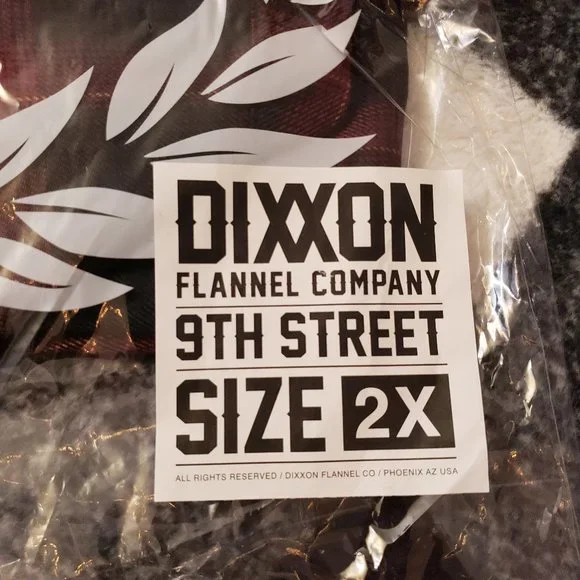 DIXXON
FLANNEL COMPANY
9TH STREET
SIZE 2X
ALL RIGHTS RESERVED / DIXXON FLANNEL CO / PHOENIX AZ USA